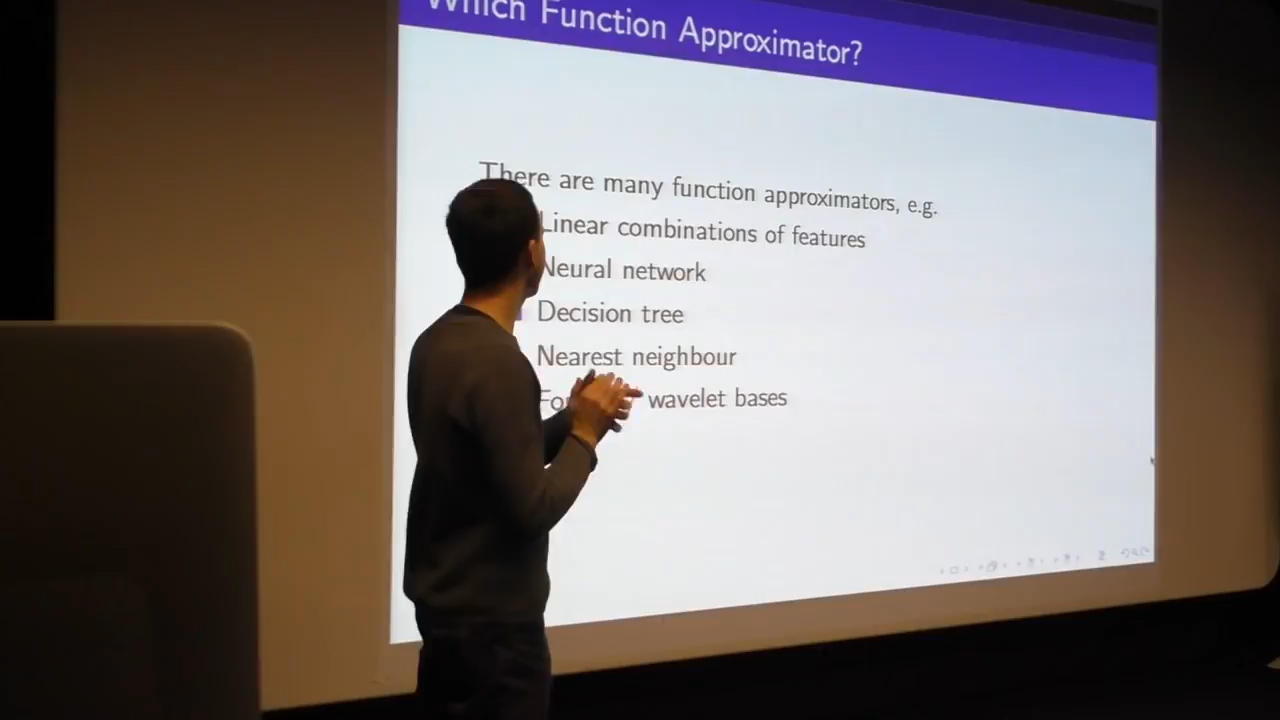 Which Function Approximator?
There are many function approximators, e.g.
Linear combinations of features
Neural network
Decision tree
Nearest neighbour
wavelet bases